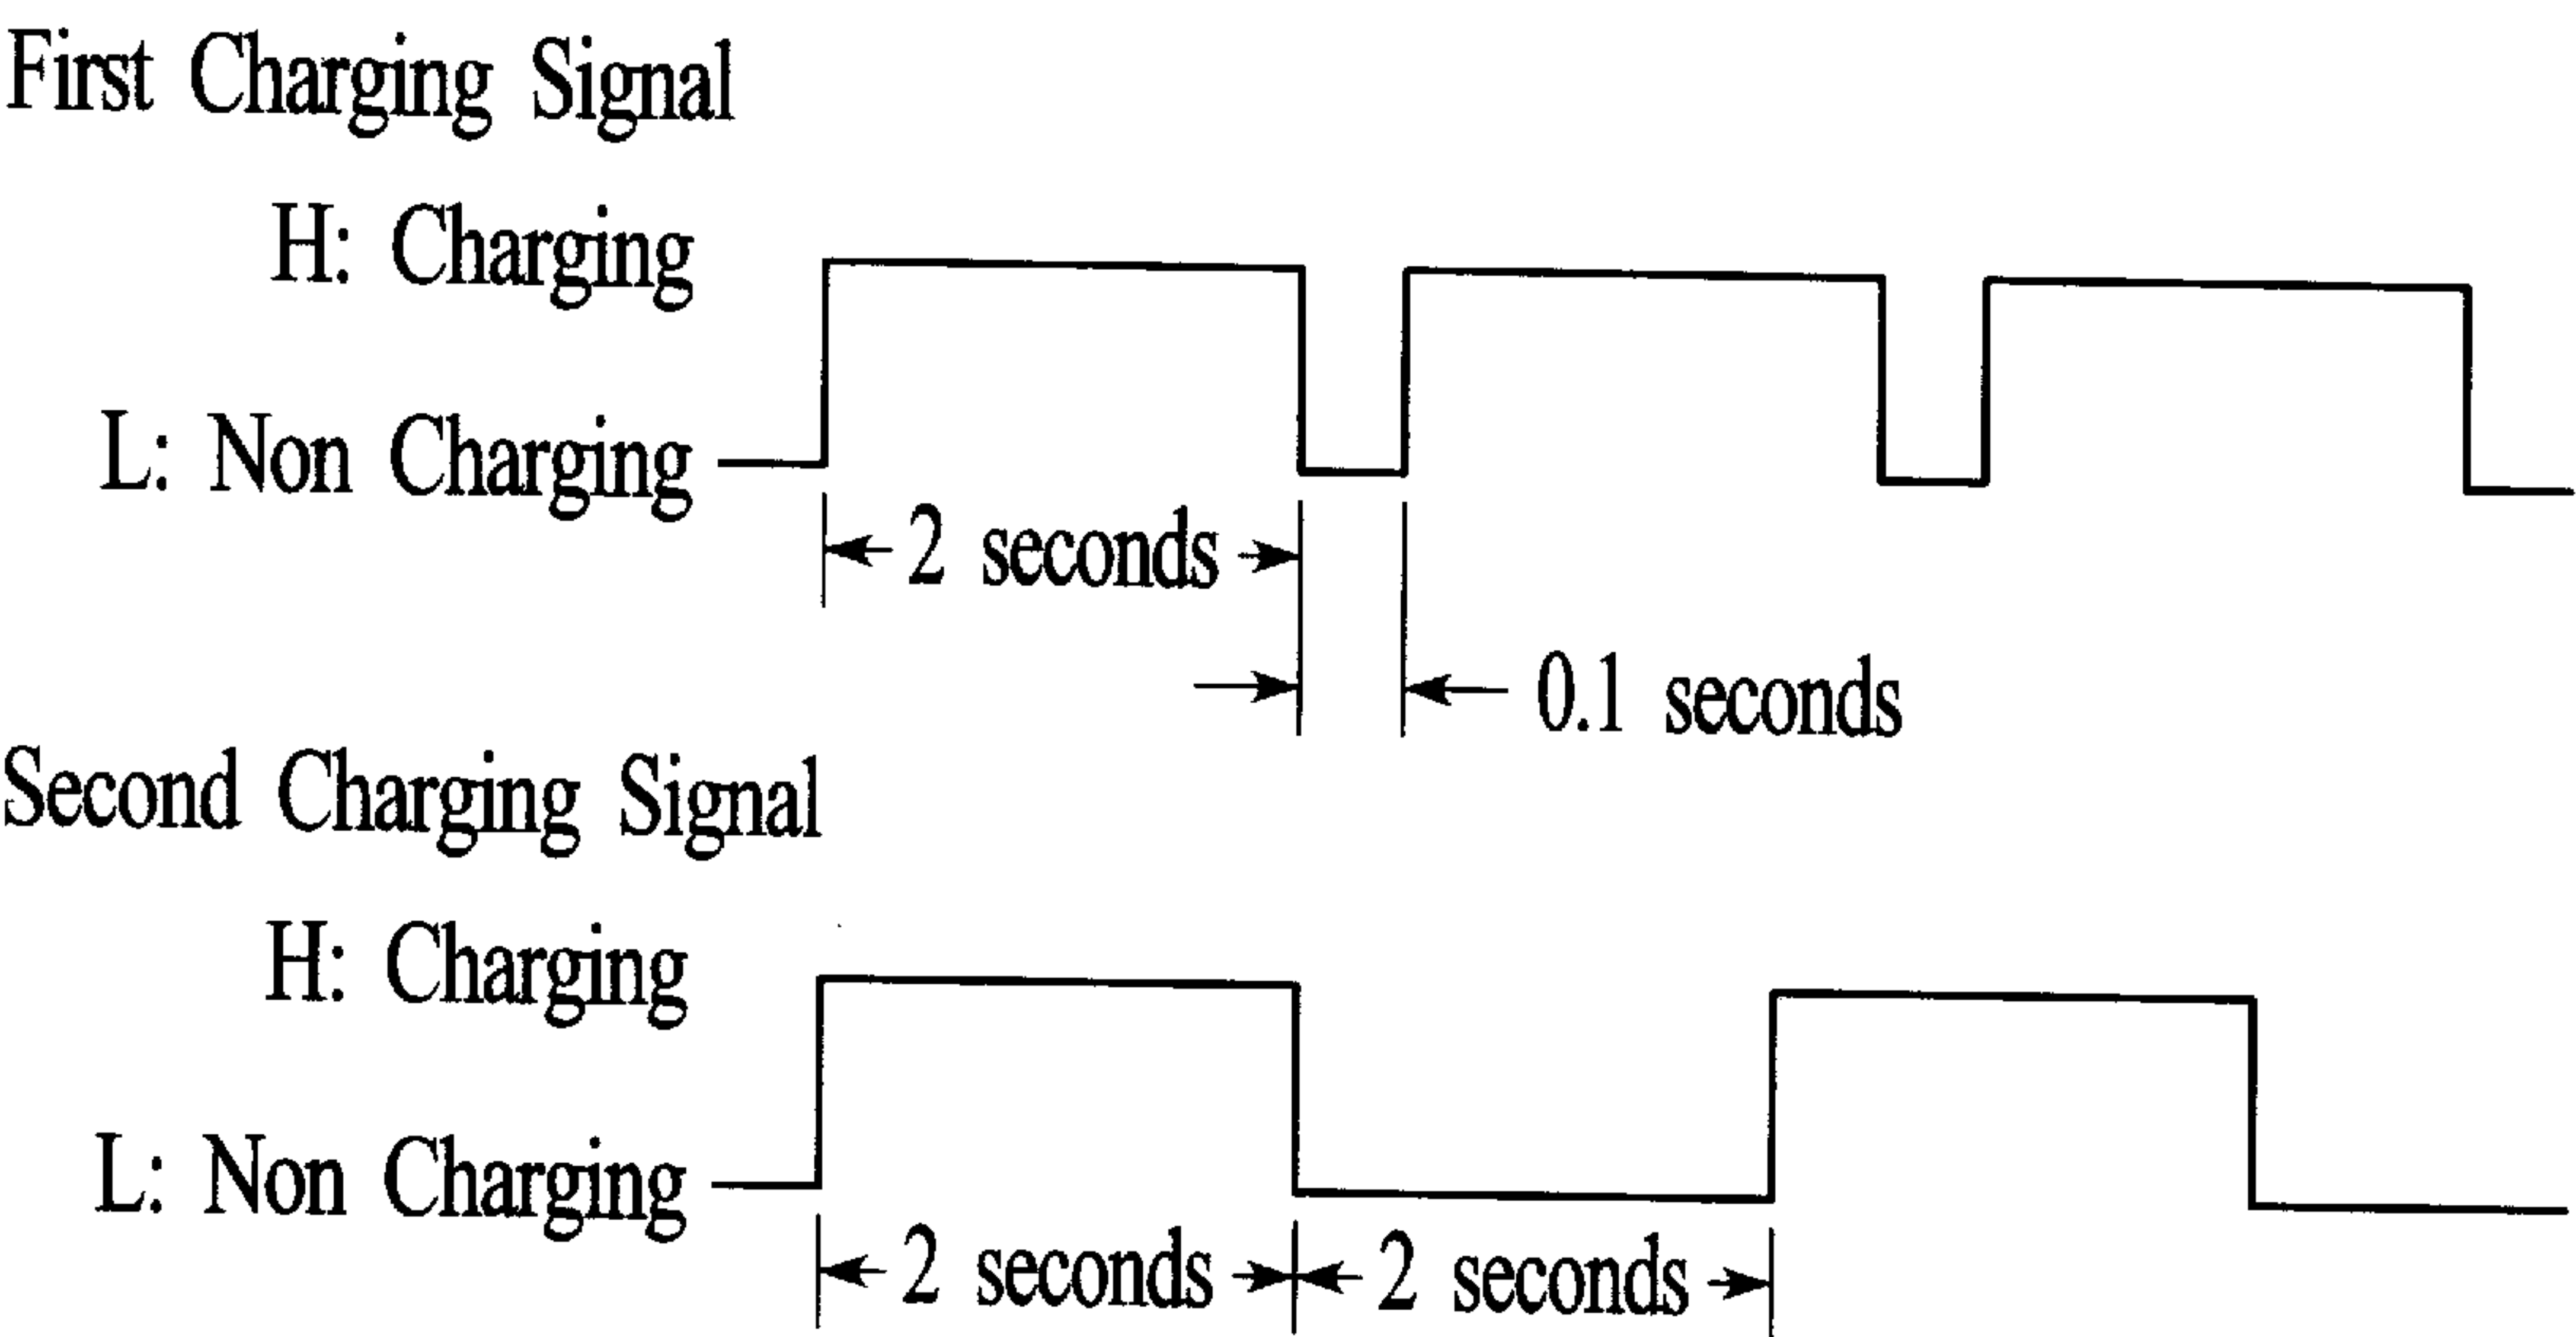 First Charging Signal
H: Charging
L: Non Charging
2 seconds
0.1 seconds
Second Charging Signal
H: Charging
L: Non Charging
2 seconds 2 seconds